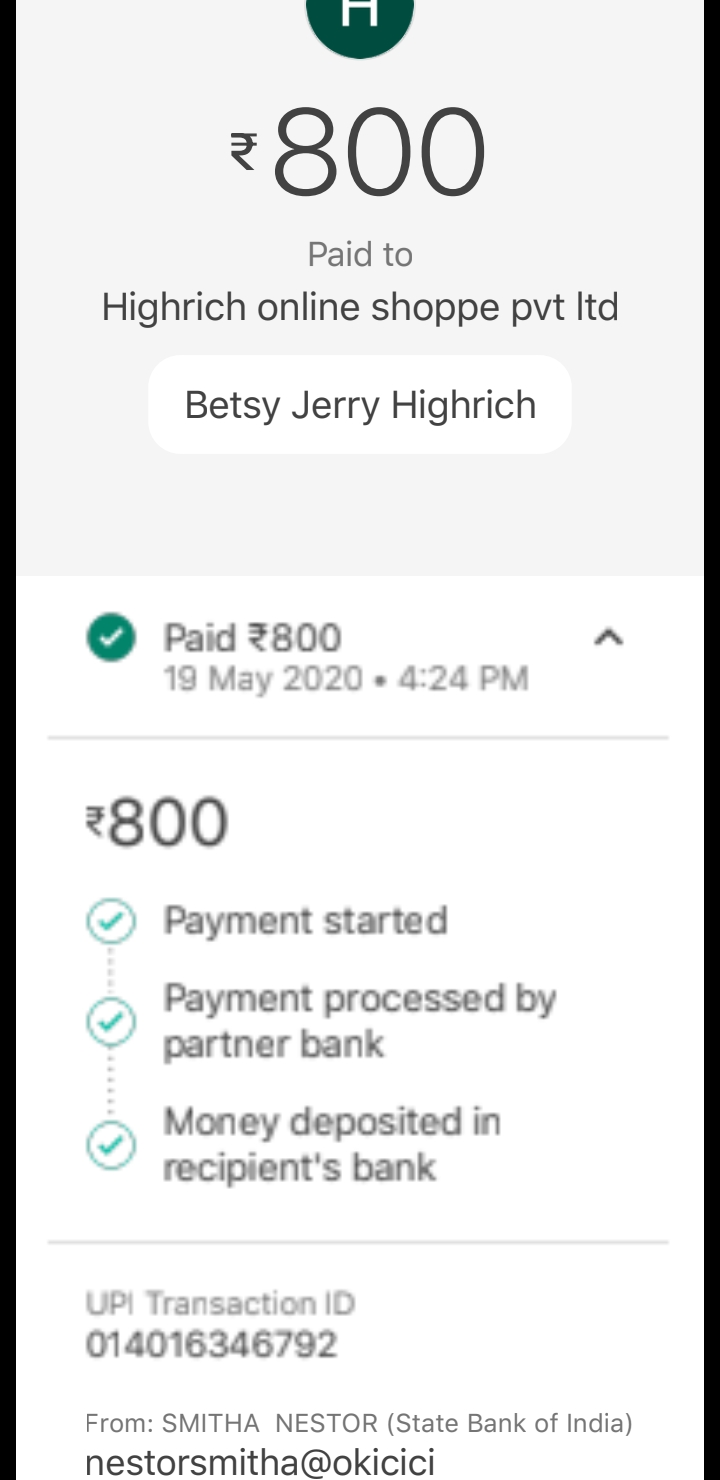 H
₹800
Paid to
Highrich online shoppe pvt ltd
Betsy Jerry Highrich
Paid ₹800
19 May 2020 • 4:24 PM
₹800
Payment started
Payment processed by
partner bank
Money deposited in
recipient's bank
UPI Transaction ID
014016346792
From: SMITHA  NESTOR (State Bank of India)
nestorsmitha@okicici